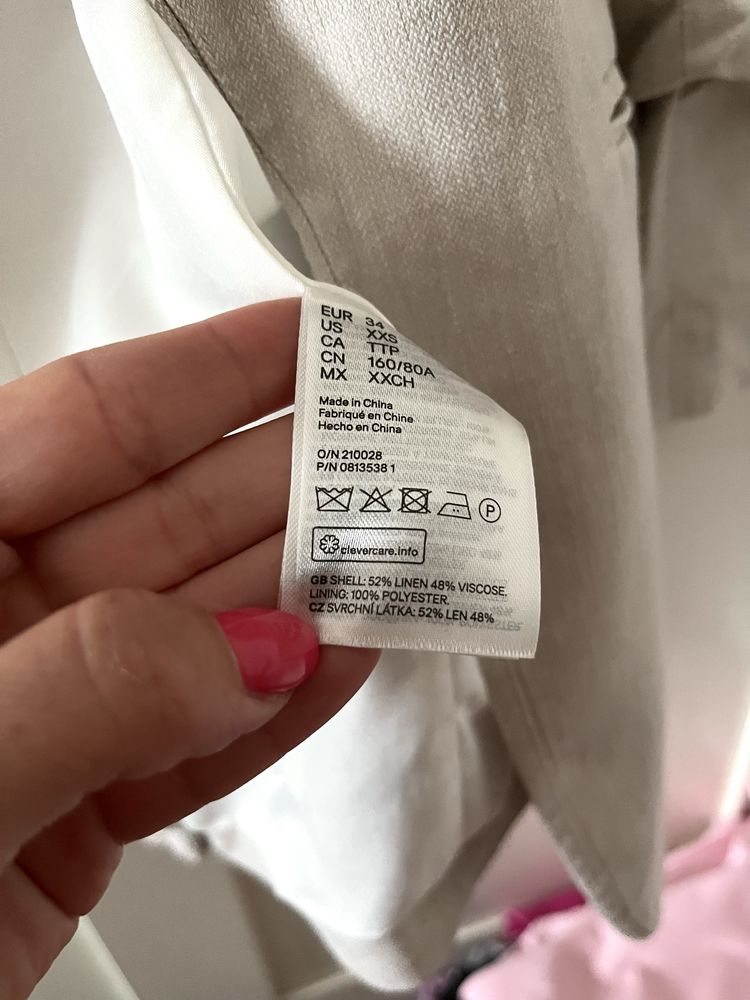 EUR 34
US XXS
CA TTP
CN 160/80A
MX XXCH
Made in China
Fabriqué en Chine
Hecho en China
O/N 210028
P/N 0813538 1
P
clevercare.info
GB SHELL: 52% LINEN 48% VISCOSE.
LINING: 100% POLYESTER.
CZ SVRCHNÍ LÁTKA: 52% LEN 48%